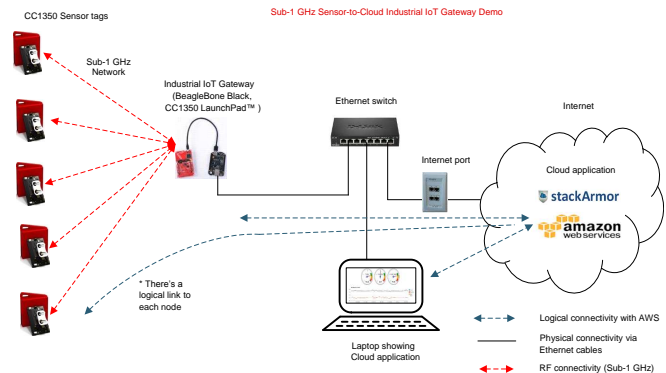 Sub-1 GHz Sensor-to-Cloud Industrial IoT Gateway Demo
CC1350 Sensor tags
Sub-1 GHz
Network
Industrial IoT Gateway
(BeagleBone Black,
CC1350 LaunchPad™ )
Ethernet switch
Internet
Internet port
Cloud application
stackArmor
amazon
webservices
* There's a
logical link to
each node
Laptop showing
Cloud application
Logical connectivity with AWS
Physical connectivity via
Ethernet cables
RF connectivity (Sub-1 GHz)